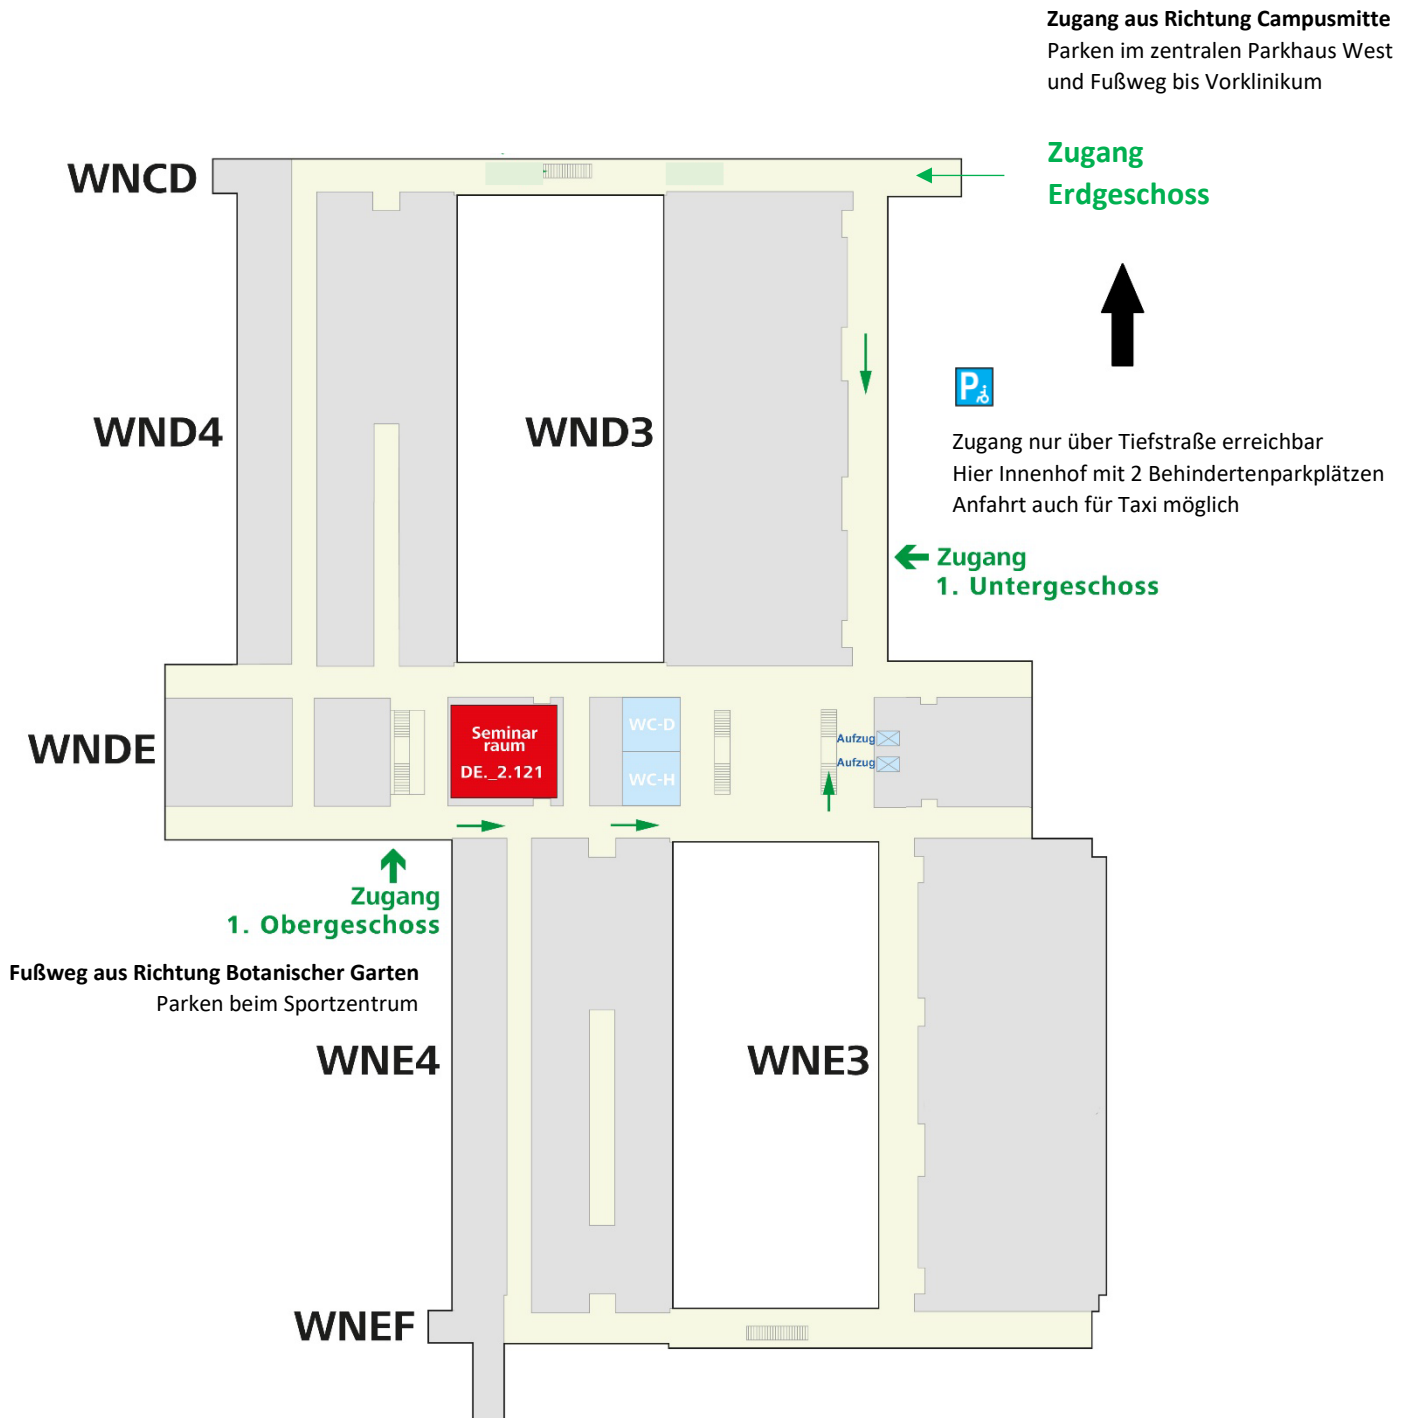 Zugang aus Richtung Campusmitte
Parken im zentralen Parkhaus West
und Fußweg bis Vorklinikum
Zugang
Erdgeschoss
WNCD
WND4
WND3
P
Zugang nur über Tiefstraße erreichbar
Hier Innenhof mit 2 Behindertenparkplätzen
Anfahrt auch für Taxi möglich
Zugang
1. Untergeschoss
WNDE
Seminar
raum
DE._2.121
WC-D
WC-H
Aufzug
Aufzug
Zugang
1. Obergeschoss
Fußweg aus Richtung Botanischer Garten
Parken beim Sportzentrum
WNE4
WNE3
WNEF